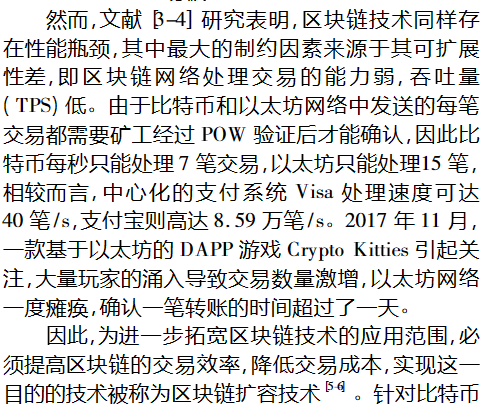 然而,文献[3-4]研究表明,区块链技术同样存
在性能瓶颈,其中最大的制约因素来源于其可扩展
性差,即区块链网络处理交易的能力弱,吞吐量
(TPS)低。由于比特币和以太坊网络中发送的每笔
交易都需要矿工经过 POW 验证后才能确认,因此比
特币每秒只能处理 7 笔交易,以太坊只能处理15 笔,
相较而言,中心化的支付系统 Visa 处理速度可达
40 笔/s,支付宝则高达 8.59 万笔/s。2017 年 11 月,
一款基于以太坊的 DAPP 游戏 Crypto Kitties 引起关
注,大量玩家的涌入导致交易数量激增,以太坊网络
一度瘫痪,确认一笔转账的时间超过了一天。
因此,为进一步拓宽区块链技术的应用范围,必
须提高区块链的交易效率,降低交易成本,实现这一
目的的技术被称为区块链扩容技术[5-6]。针对比特币